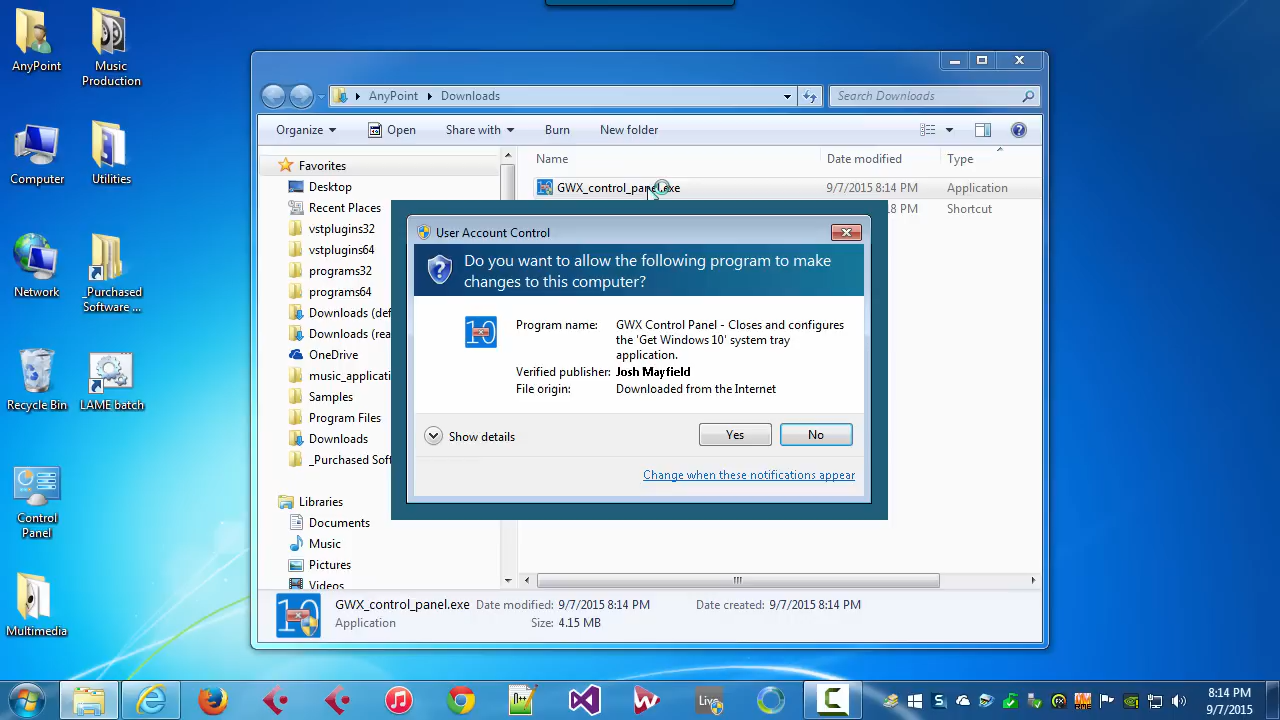 AnyPoint
Music
Production
Computer
Utilities
Network
_Purchased
Software ...
Recycle Bin
LAME batch
Control
Panel
Multimedia
AnyPoint
Downloads
Search Downloads
Organize
Open
Share with
Burn
New folder
Name
Date modified
Type
Favorites
Desktop
Recent Places
vstplugins32
vstplugins64
programs32
programs64
Downloads (def
Downloads (rea
OneDrive
music_applicati
Samples
Program Files
Downloads
_Purchased Soft
Libraries
Documents
Music
Pictures
Videos
GWX_control_panel.exe
9/7/2015 8:14 PM
Application
8 PM
Shortcut
User Account Control
Do you want to allow the following program to make
changes to this computer?
10
Program name:
GWX Control Panel - Closes and configures
the 'Get Windows 10' system tray
application.
Verified publisher: Josh Mayfield
File origin: Downloaded from the Internet
Show details
Yes
No
Change when these notifications appear
10
GWX_control_panel.exe
Date modified: 9/7/2015 8:14 PM
Date created: 9/7/2015 8:14 PM
Application
Size: 4.15 MB
Live
8:14 PM
9/7/2015